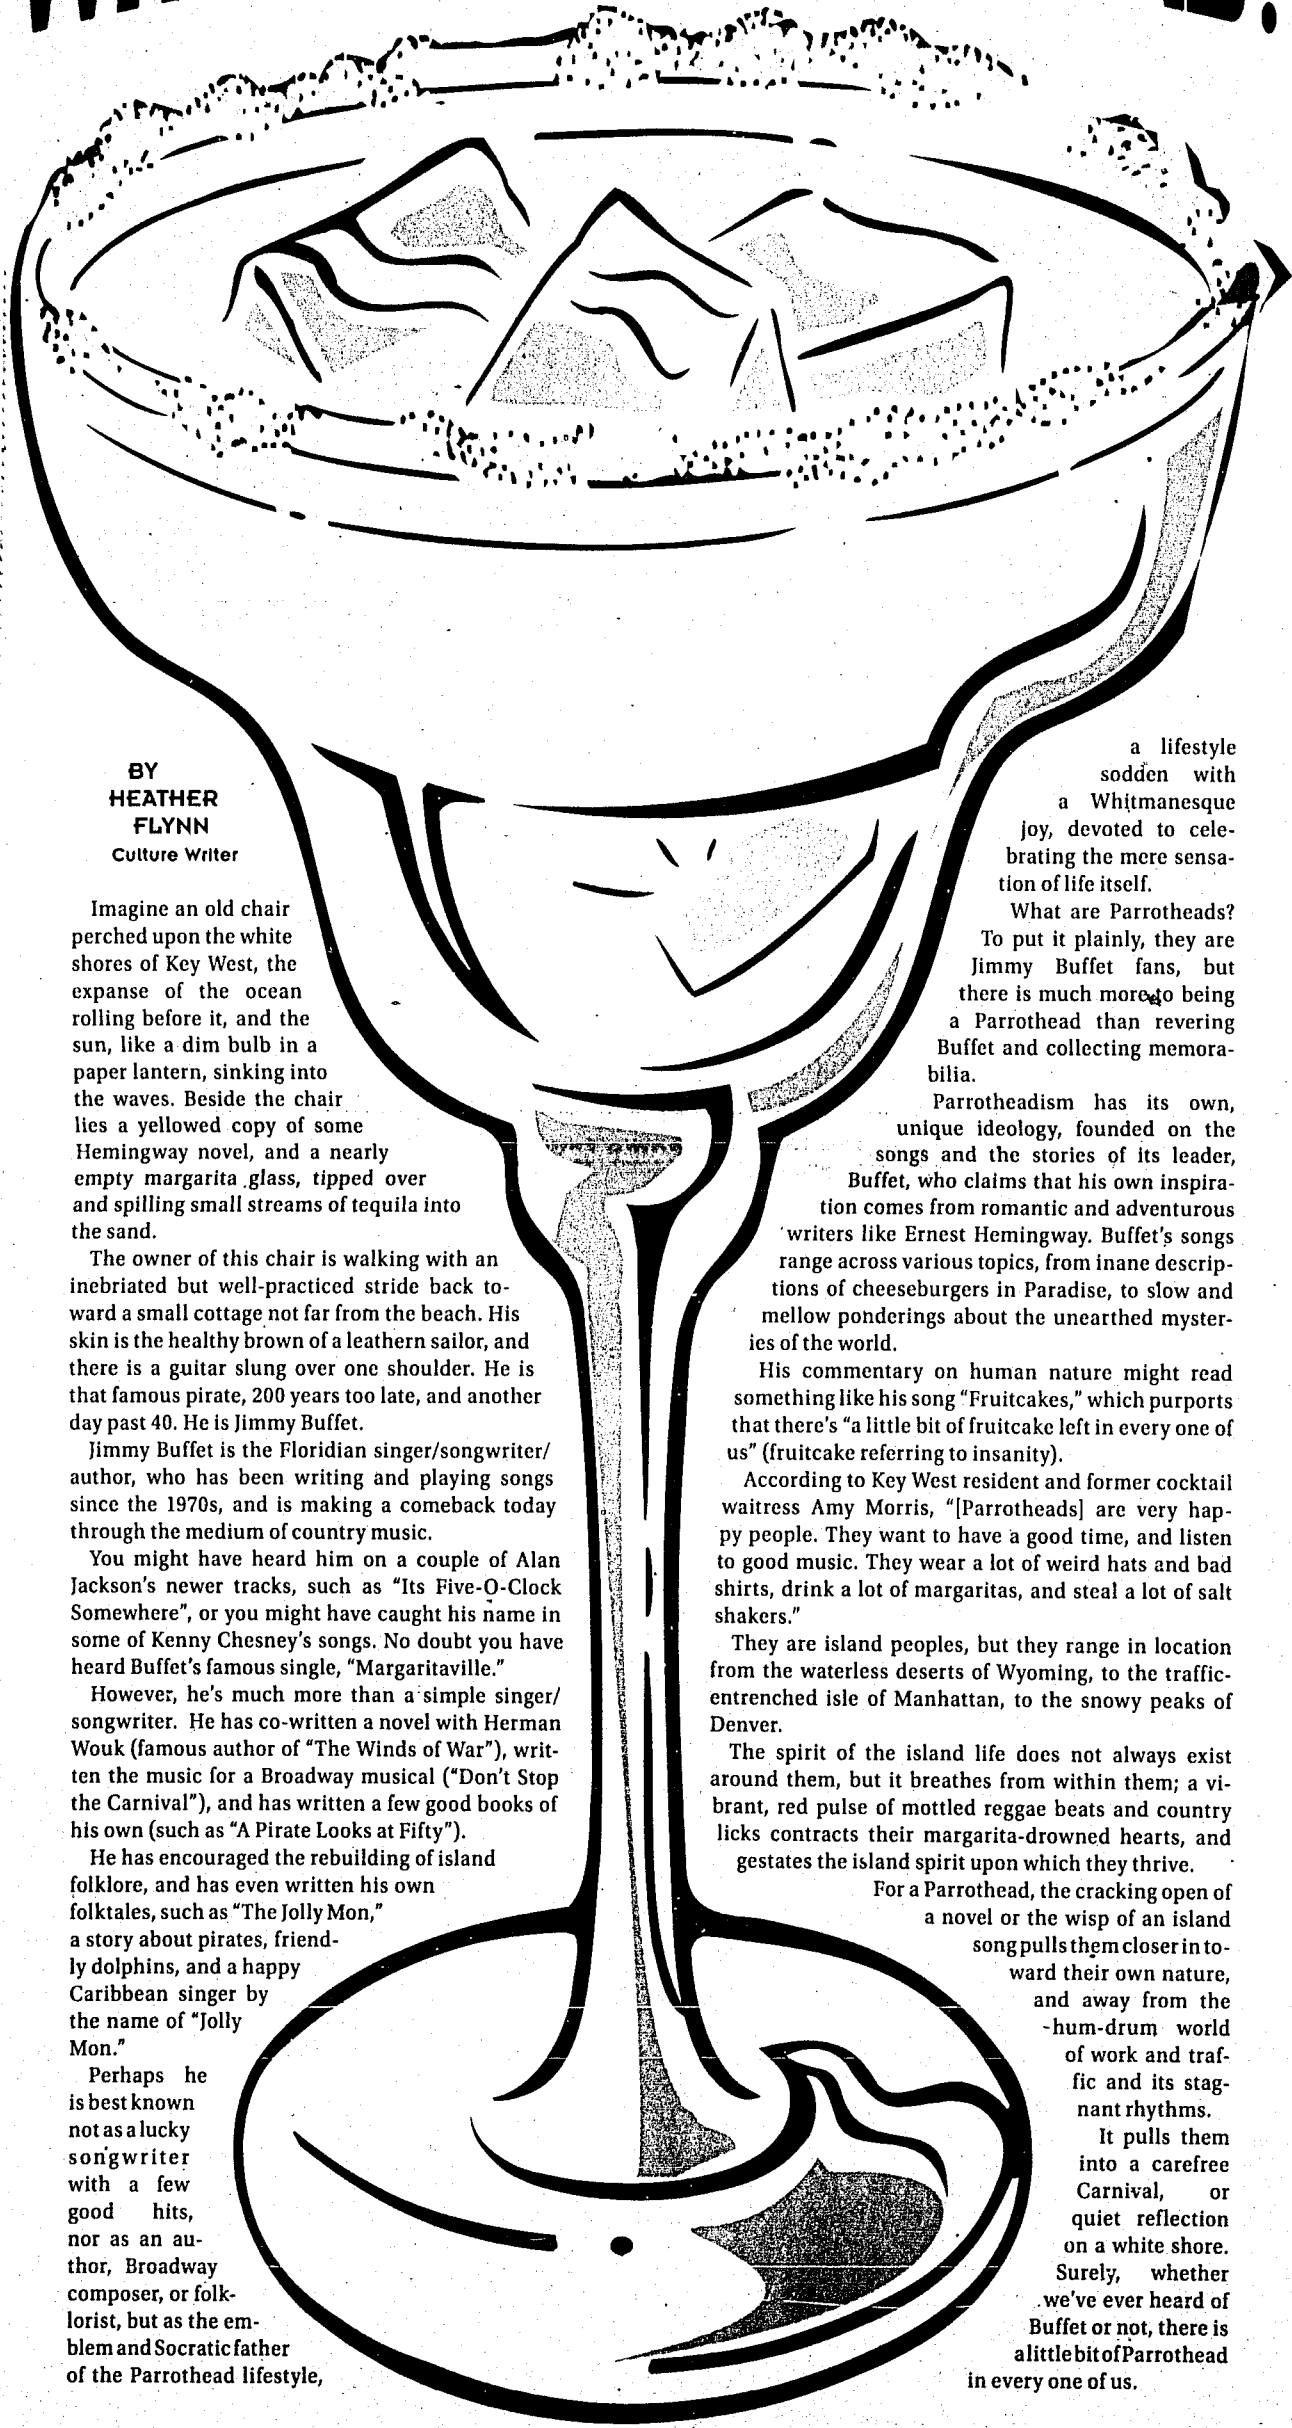 BY
HEATHER
FLYNN
Culture Writer
Imagine an old chair
perched upon the white
shores of Key West, the
expanse of the ocean
rolling before it, and the
sun, like a dim bulb in a
paper lantern, sinking into
the waves. Beside the chair
lies a yellowed copy of some
Hemingway novel, and a nearly
empty margarita glass, tipped over
and spilling small streams of tequila into
the sand.
The owner of this chair is walking with an
inebriated but well-practiced stride back to-
ward a small cottage not far from the beach. His
skin is the healthy brown of a leathern sailor, and
there is a guitar slung over one shoulder. He is
that famous pirate, 200 years too late, and another
day past 40. He is Jimmy Buffet.
Jimmy Buffet is the Floridian singer/songwriter/
author, who has been writing and playing songs
since the 1970s, and is making a comeback today
through the medium of country music.
You might have heard him on a couple of Alan
Jackson's newer tracks, such as "Its Five-O-Clock
Somewhere", or you might have caught his name in
some of Kenny Chesney's songs. No doubt you have
heard Buffet's famous single, "Margaritaville."
However, he's much more than a simple singer/
songwriter. He has co-written a novel with Herman
Wouk (famous author of "The Winds of War"), writ-
ten the music for a Broadway musical ("Don't Stop
the Carnival"), and has written a few good books of
his own (such as "A Pirate Looks at Fifty").
He has encouraged the rebuilding of island
folklore, and has even written his own
folktales, such as "The Jolly Mon,"
a story about pirates, friend-
ly dolphins, and a happy
Caribbean singer by
the name of "Jolly
Mon."
Perhaps he
is best known
not as a lucky
songwriter
with a few
good hits,
nor as an au-
thor, Broadway
composer, or folk-
lorist, but as the em-
blem and Socratic father
of the Parrothead lifestyle,
a lifestyle
sodden with
a Whitmanesque
joy, devoted to cele-
brating the mere sensa-
tion of life itself.
What are Parrotheads?
To put it plainly, they are
Jimmy Buffet fans, but
there is much more to being
a Parrothead than revering
Buffet and collecting memora-
bilia.
Parrotheadism has its own,
unique ideology, founded on the
songs and the stories of its leader,
Buffet, who claims that his own inspira-
tion comes from romantic and adventurous
writers like Ernest Hemingway. Buffet's songs
range across various topics, from inane descrip-
tions of cheeseburgers in Paradise, to slow and
mellow ponderings about the unearthed myster-
ies of the world.
His commentary on human nature might read
something like his song "Fruitcakes," which purports
that there's "a little bit of fruitcake left in every one of
us" (fruitcake referring to insanity).
According to Key West resident and former cocktail
waitress Amy Morris, "[Parrotheads] are very hap-
py people. They want to have a good time, and listen
to good music. They wear a lot of weird hats and bad
shirts, drink a lot of margaritas, and steal a lot of salt
shakers."
They are island peoples, but they range in location
from the waterless deserts of Wyoming, to the traffic-
entrenched isle of Manhattan, to the snowy peaks of
Denver.
The spirit of the island life does not always exist
around them, but it breathes from within them; a vi-
brant, red pulse of mottled reggae beats and country
licks contracts their margarita-drowned hearts, and
gestates the island spirit upon which they thrive.
For a Parrothead, the cracking open of
a novel or the wisp of an island
song pulls them closer in to-
ward their own nature,
and away from the
hum-drum world
of work and traf-
fic and its stag-
nant rhythms.
It pulls them
into a carefree
Carnival, or
quiet reflection
on a white shore.
Surely, whether
we've ever heard of
Buffet or not, there is
a little bit of Parrothead
in every one of us.